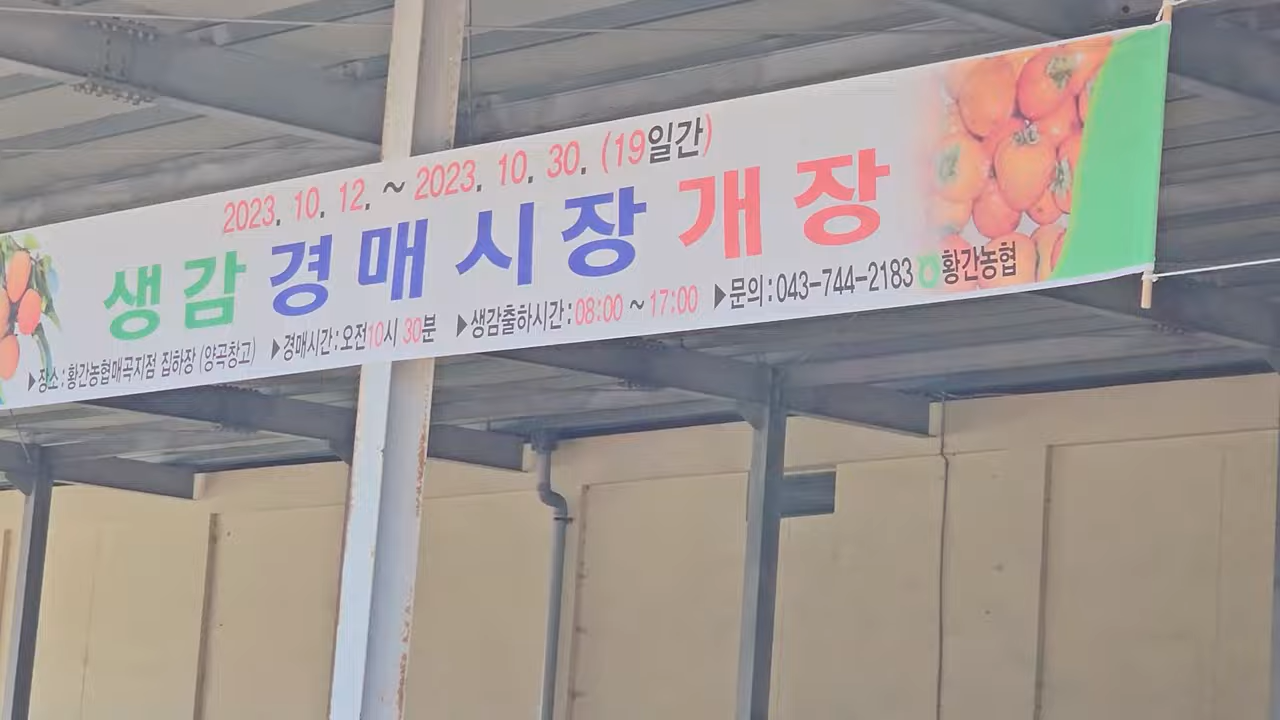 2023. 10. 12. ~ 2023. 10. 30. (19일간)
생감 경매시장 개장
▶장소:황간농협매곡지점 집하장 (양곡창고) ▶경매시간:오전10시 30분 ▶생감출하시간:08:00 ~ 17:00 ▶문의:043-744-2183 황간농협